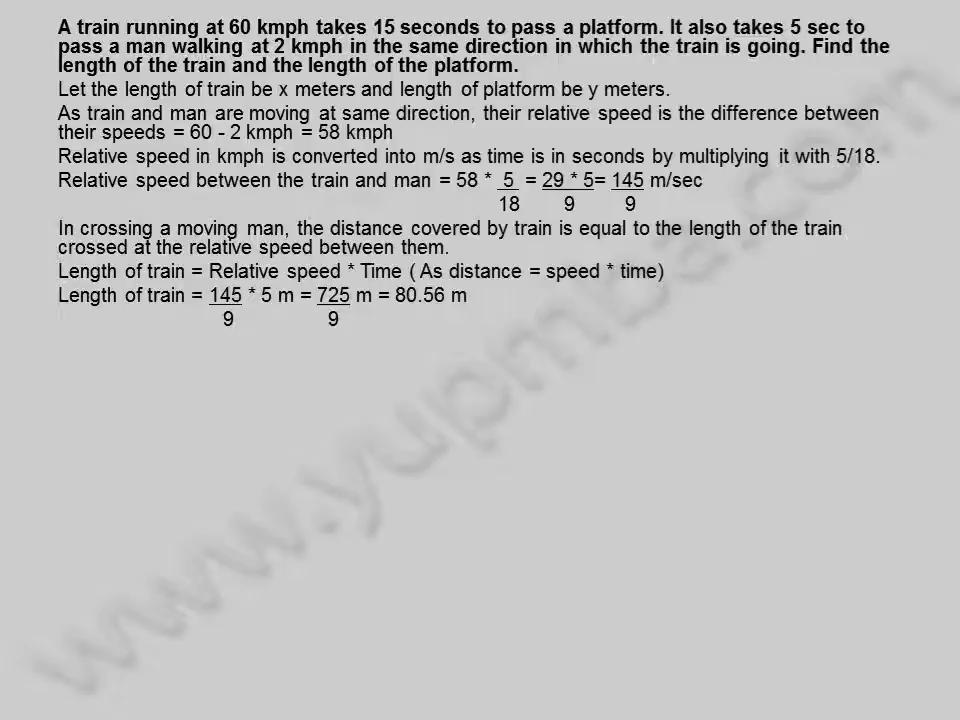 A train running at 60 kmph takes 15 seconds to pass a platform. It also takes 5 sec to
pass a man walking at 2 kmph in the same direction in which the train is going. Find the
length of the train and the length of the platform.
Let the length of train be x meters and length of platform be y meters.
As train and man are moving at same direction, their relative speed is the difference between
their speeds = 60 - 2 kmph = 58 kmph
Relative speed in kmph is converted into m/s as time is in seconds by multiplying it with 5/18.
Relative speed between the train and man = 58 * 5 = 29 * 5= 145 m/sec
18 9 9
In crossing a moving man, the distance covered by train is equal to the length of the train
crossed at the relative speed between them.
Length of train = Relative speed * Time ( As distance = speed * time)
Length of train = 145 * 5 m = 725 m = 80.56 m
9 9
www.yupmba.com